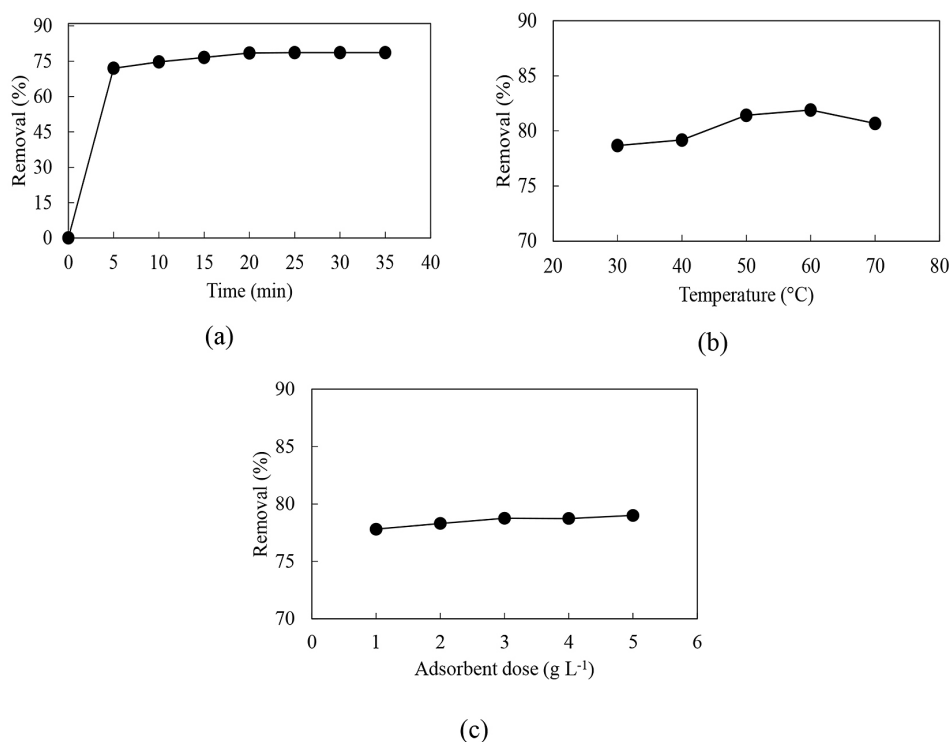 90
75
60
45
30
15
0
Removal (%)
0 5 10 15 20 25 30 35 40
Time (min)
(a)
90
85
80
75
70
Removal (%)
20 30 40 50 60 70 80
Temperature (°C)
(b)
90
85
80
75
70
Removal (%)
0 1 2 3 4 5 6
Adsorbent dose (g L⁻¹)
(c)